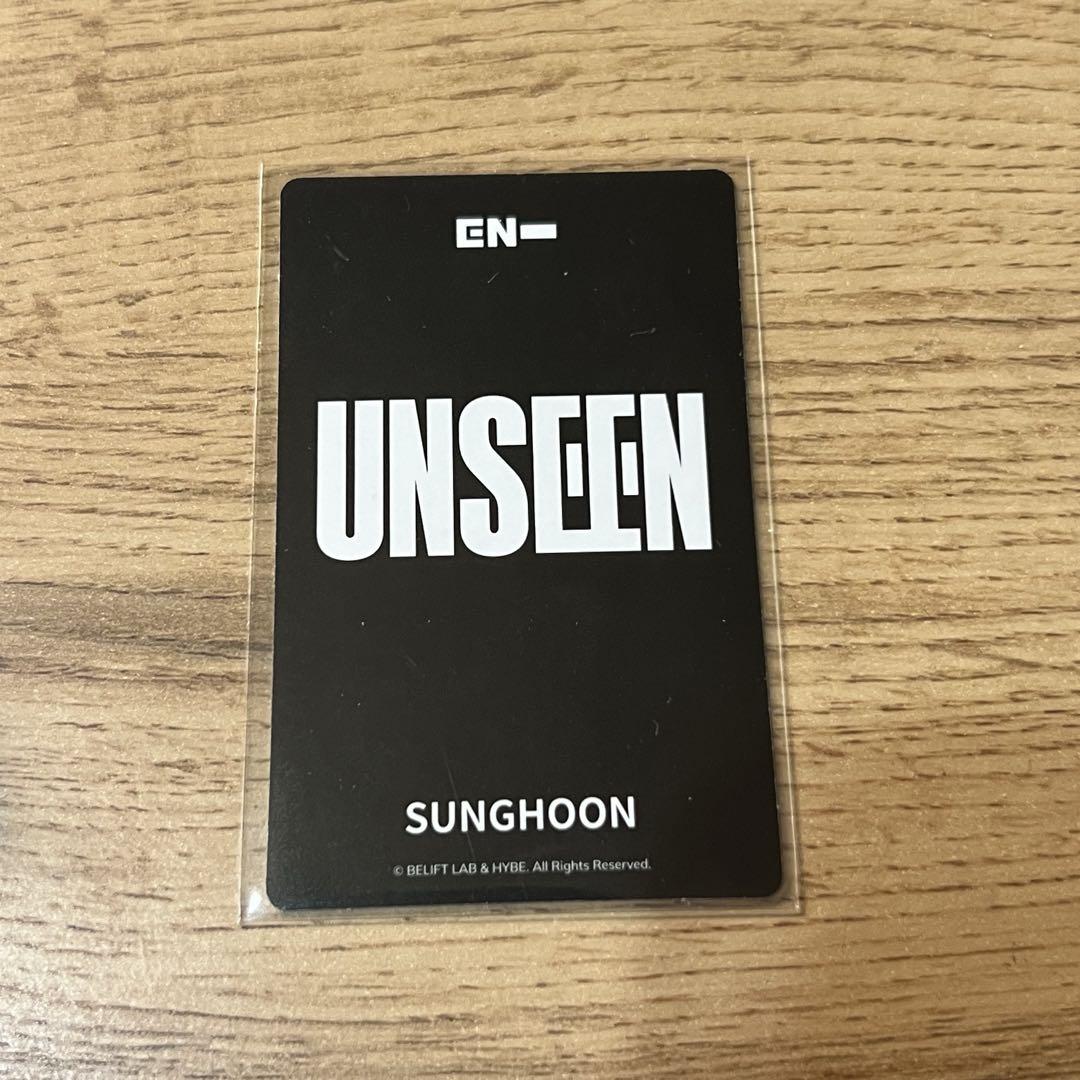 EN-
UNSEEN
SUNGHOON
© BELIFT LAB & HYBE. All Rights Reserved.